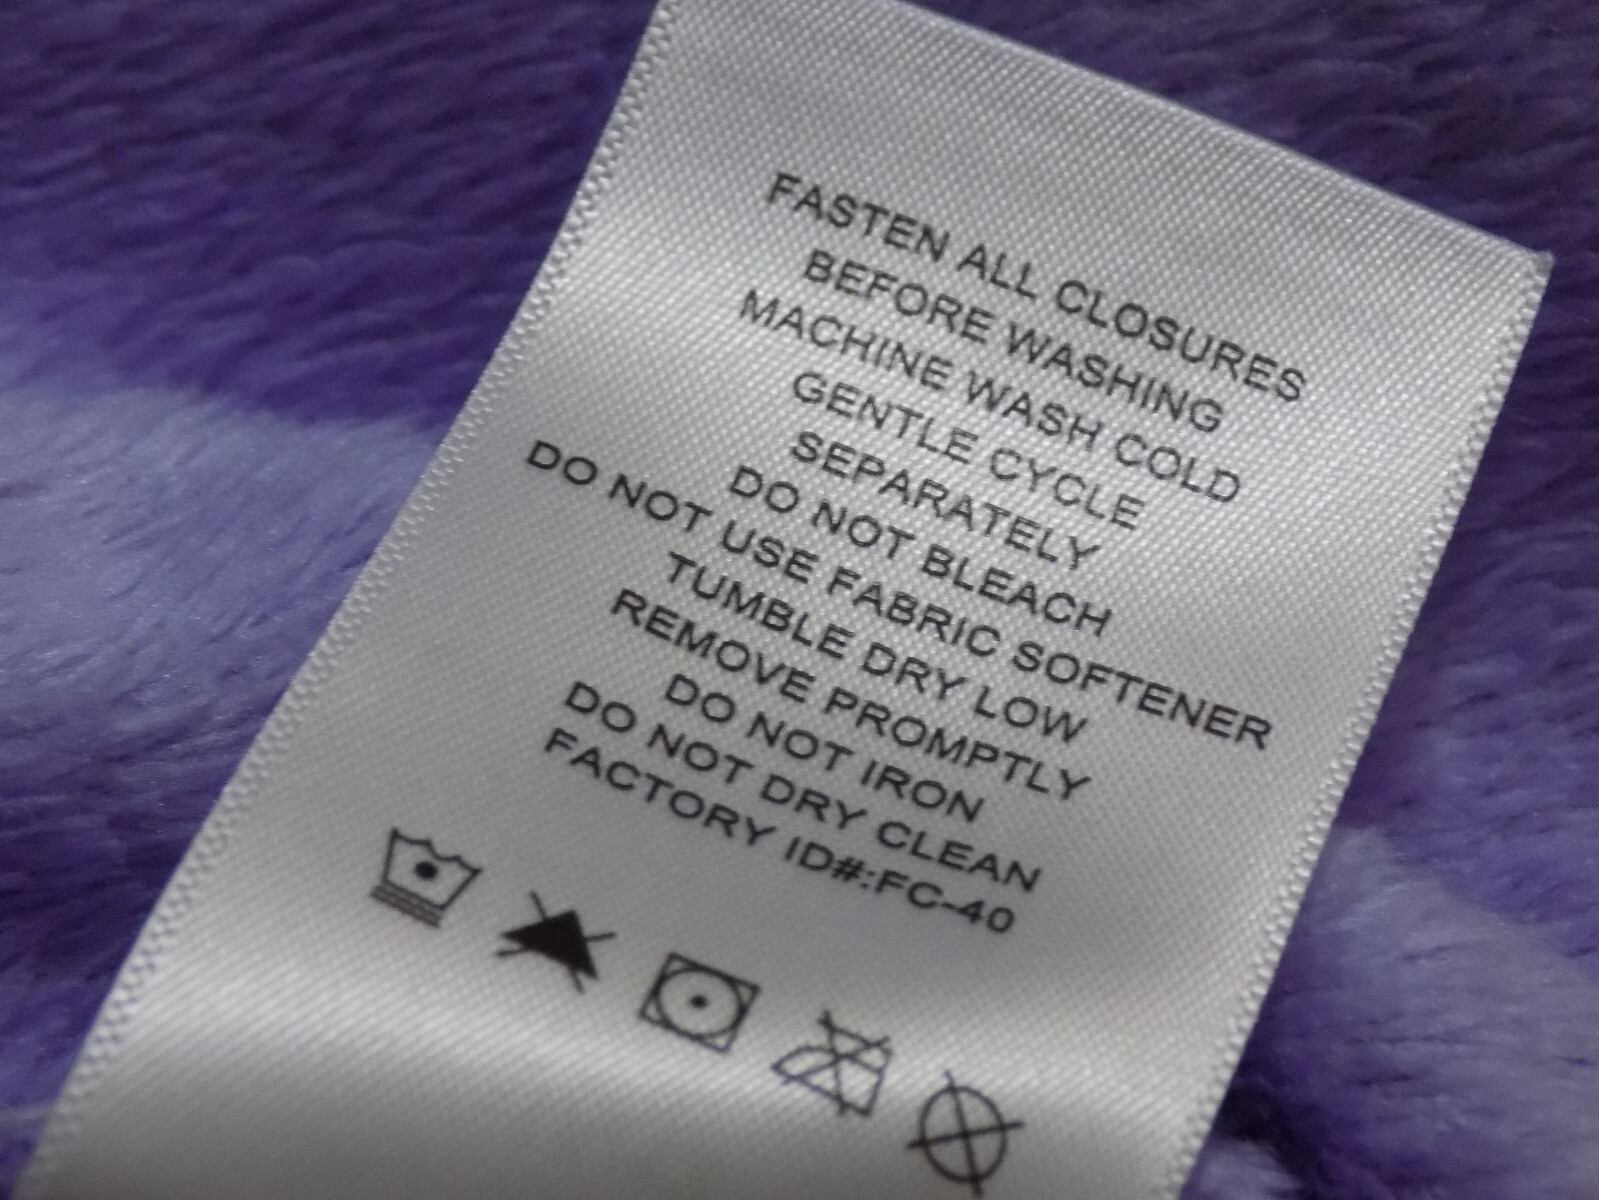 FASTEN ALL CLOSURES
BEFORE WASHING
MACHINE WASH COLD
GENTLE CYCLE
SEPARATELY
DO NOT BLEACH
DO NOT USE FABRIC SOFTENER
TUMBLE DRY LOW
REMOVE PROMPTLY
DO NOT IRON
DO NOT DRY CLEAN
FACTORY ID#:FC-40